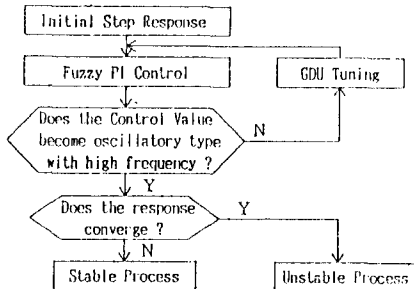 Initial Step Response
Fuzzy PI Control
GDU Tuning
Does the Control Value
become oscillatory type
with high frequency ?
N
Y
Does the response
converge ?
Y
N
Stable Process
Unstable Process